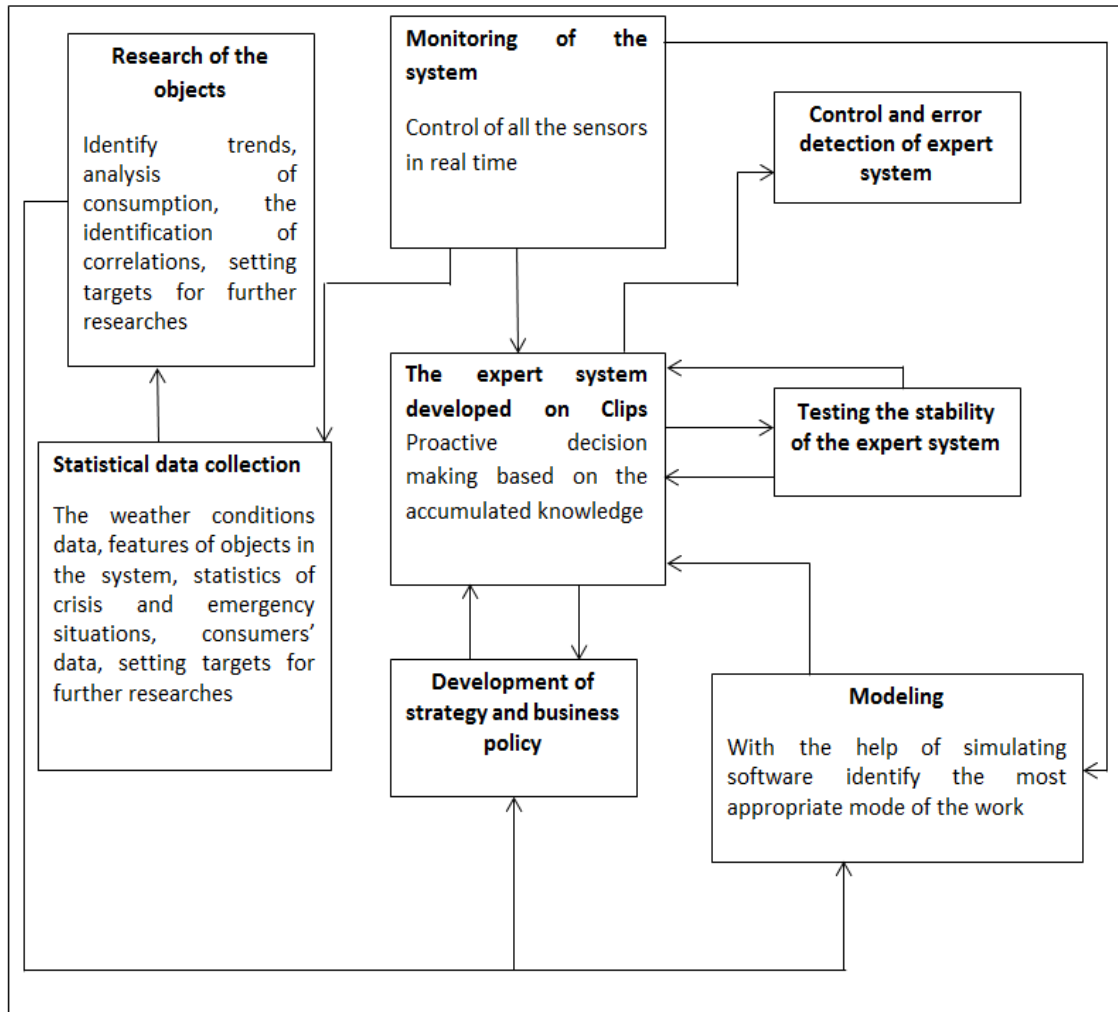 Research of the
objects
Identify trends,
analysis of
consumption, the
identification of
correlations, setting
targets for further
researches
Monitoring of the
system
Control of all the sensors
in real time
Control and error
detection of expert
system
The expert system
developed on Clips
Proactive decision
making based on the
accumulated knowledge
Testing the stability
of the expert system
Statistical data collection
The weather conditions
data, features of objects in
the system, statistics of
crisis and emergency
situations, consumers’
data, setting targets for
further researches
Development of
strategy and business
policy
Modeling
With the help of simulating
software identify the most
appropriate mode of the work